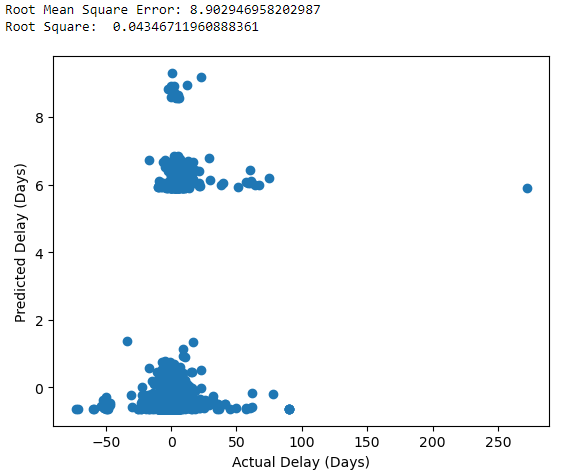 Root Mean Square Error: 8.902946958202987
Root Square:  0.04346711960888361
8
6
4
2
0
Predicted Delay (Days)
−50 0 50 100 150 200 250
Actual Delay (Days)